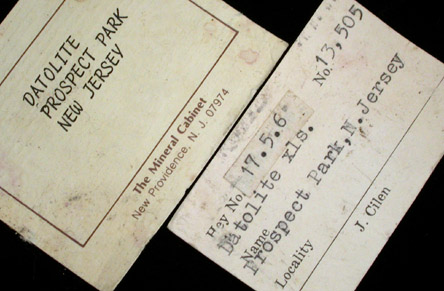 DATOLITE
PROSPECT PARK
NEW JERSEY
The Mineral Cabinet
New Providence, N. J. 07974
No. 13,505
Hey No. 17.5.6
Datolite xls.
Name
Prospect Park, N. Jersey
Locality
J. Cilen